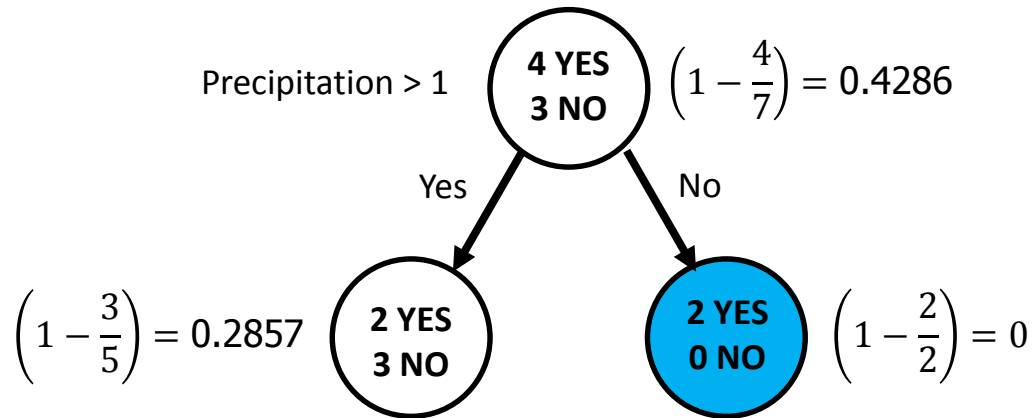 Precipitation > 1
4 YES
3 NO
(1 − 4/7) = 0.4286
Yes
No
(1 − 3/5) = 0.2857
2 YES
3 NO
2 YES
0 NO
(1 − 2/2) = 0